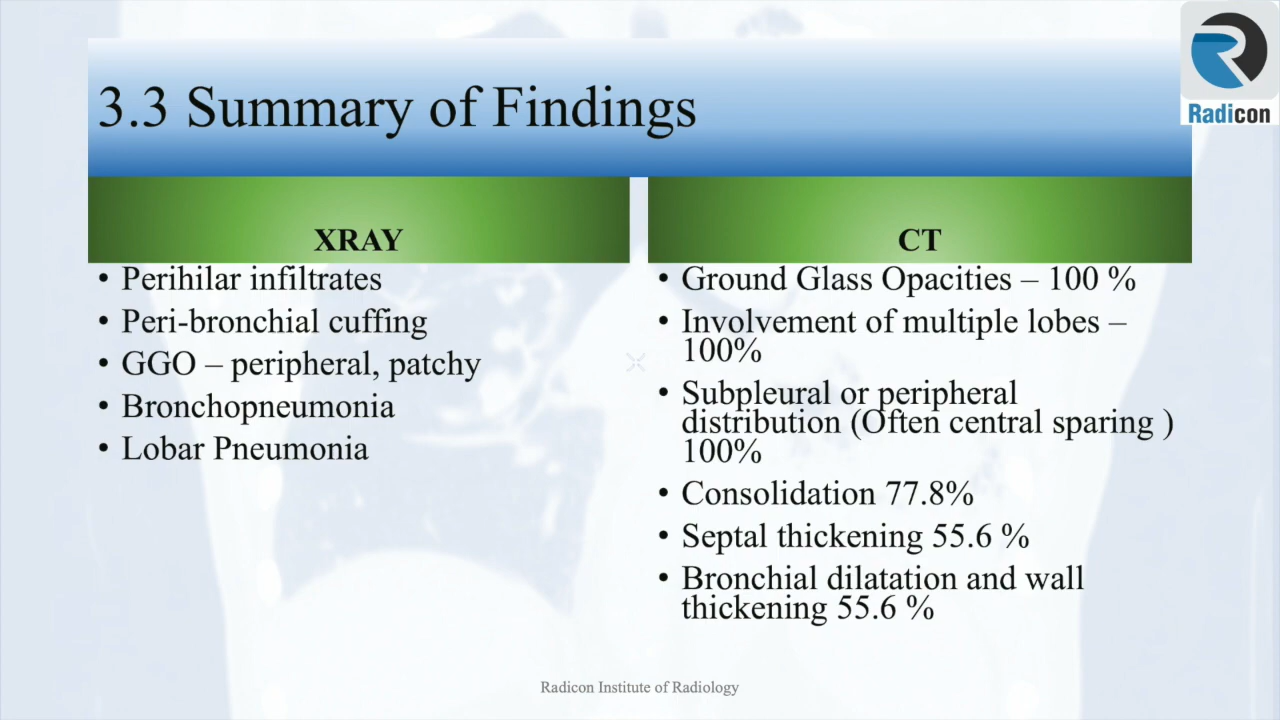 Radicon
3.3 Summary of Findings
XRAY
• Perihilar infiltrates
• Peri-bronchial cuffing
• GGO – peripheral, patchy
• Bronchopneumonia
• Lobar Pneumonia
CT
• Ground Glass Opacities – 100 %
• Involvement of multiple lobes –
100%
• Subpleural or peripheral
distribution (Often central sparing )
100%
• Consolidation 77.8%
• Septal thickening 55.6 %
• Bronchial dilatation and wall
thickening 55.6 %
Radicon Institute of Radiology